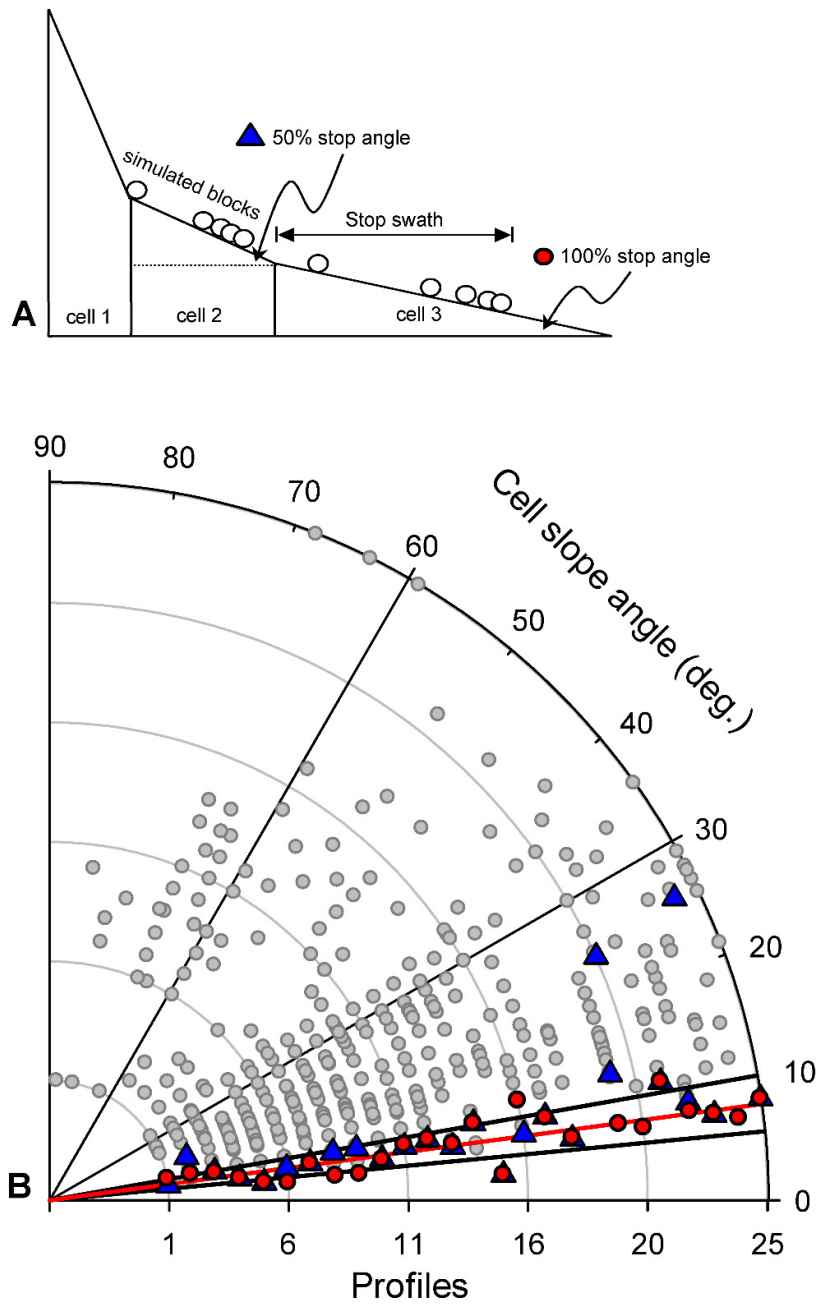 50% stop angle
simulated blocks
Stop swath
100% stop angle
A
cell 1
cell 2
cell 3
90
80
70
60
50
40
30
20
10
0
Cell slope angle (deg.)
B
1
6
11
16
20
25
Profiles